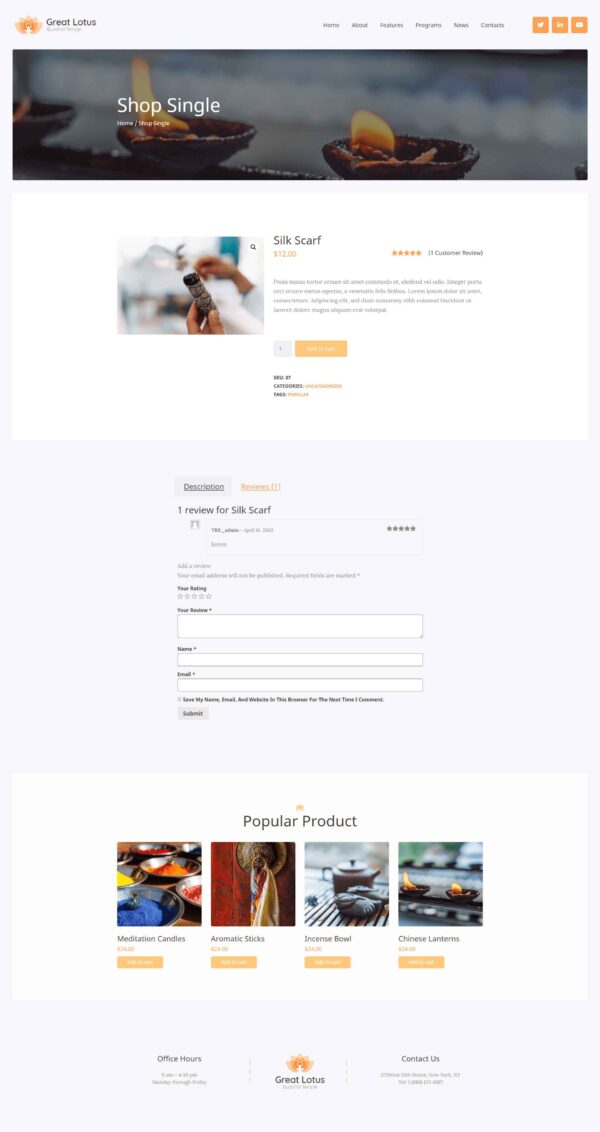 Great Lotus
Buddhist Temple
Home About Features Programs News Contacts
Shop Single
Home / Shop Single
Silk Scarf
$12.00
(1 Customer Review)
Proin massa tortor ornare sit amet commodo et, eleifend vel odio. Integer porta
orci ornare metus egestas, a venenatis felis finibus. Lorem ipsum dolor sit amet,
consectetuer. Adipiscing elit, sed diam nonummy nibh euismod tincidunt ut
laoreet dolore magna aliquam erat volutpat.
1
Add to Cart
SKU: 07
CATEGORIES: UNCATEGORIZED
TAGS: POPULAR
Description Reviews (1)
1 review for Silk Scarf
– April 16, 2020
lorem
Add a review
Your email address will not be published. Required fields are marked *
Your Rating
Your Review *
Name *
Email *
Save My Name, Email, And Website In This Browser For The Next Time I Comment.
Submit
Popular Product
Meditation Candles Aromatic Sticks Incense Bowl Chinese Lanterns
$24.00 $24.00 $24.00 $24.00
Add to cart Add to cart Add to cart Add to cart
Office Hours
9 am – 4:30 pm
Monday through Friday
Great Lotus
Buddhist Temple
Contact Us
Street, New York, NY
Tel: 1 (888)